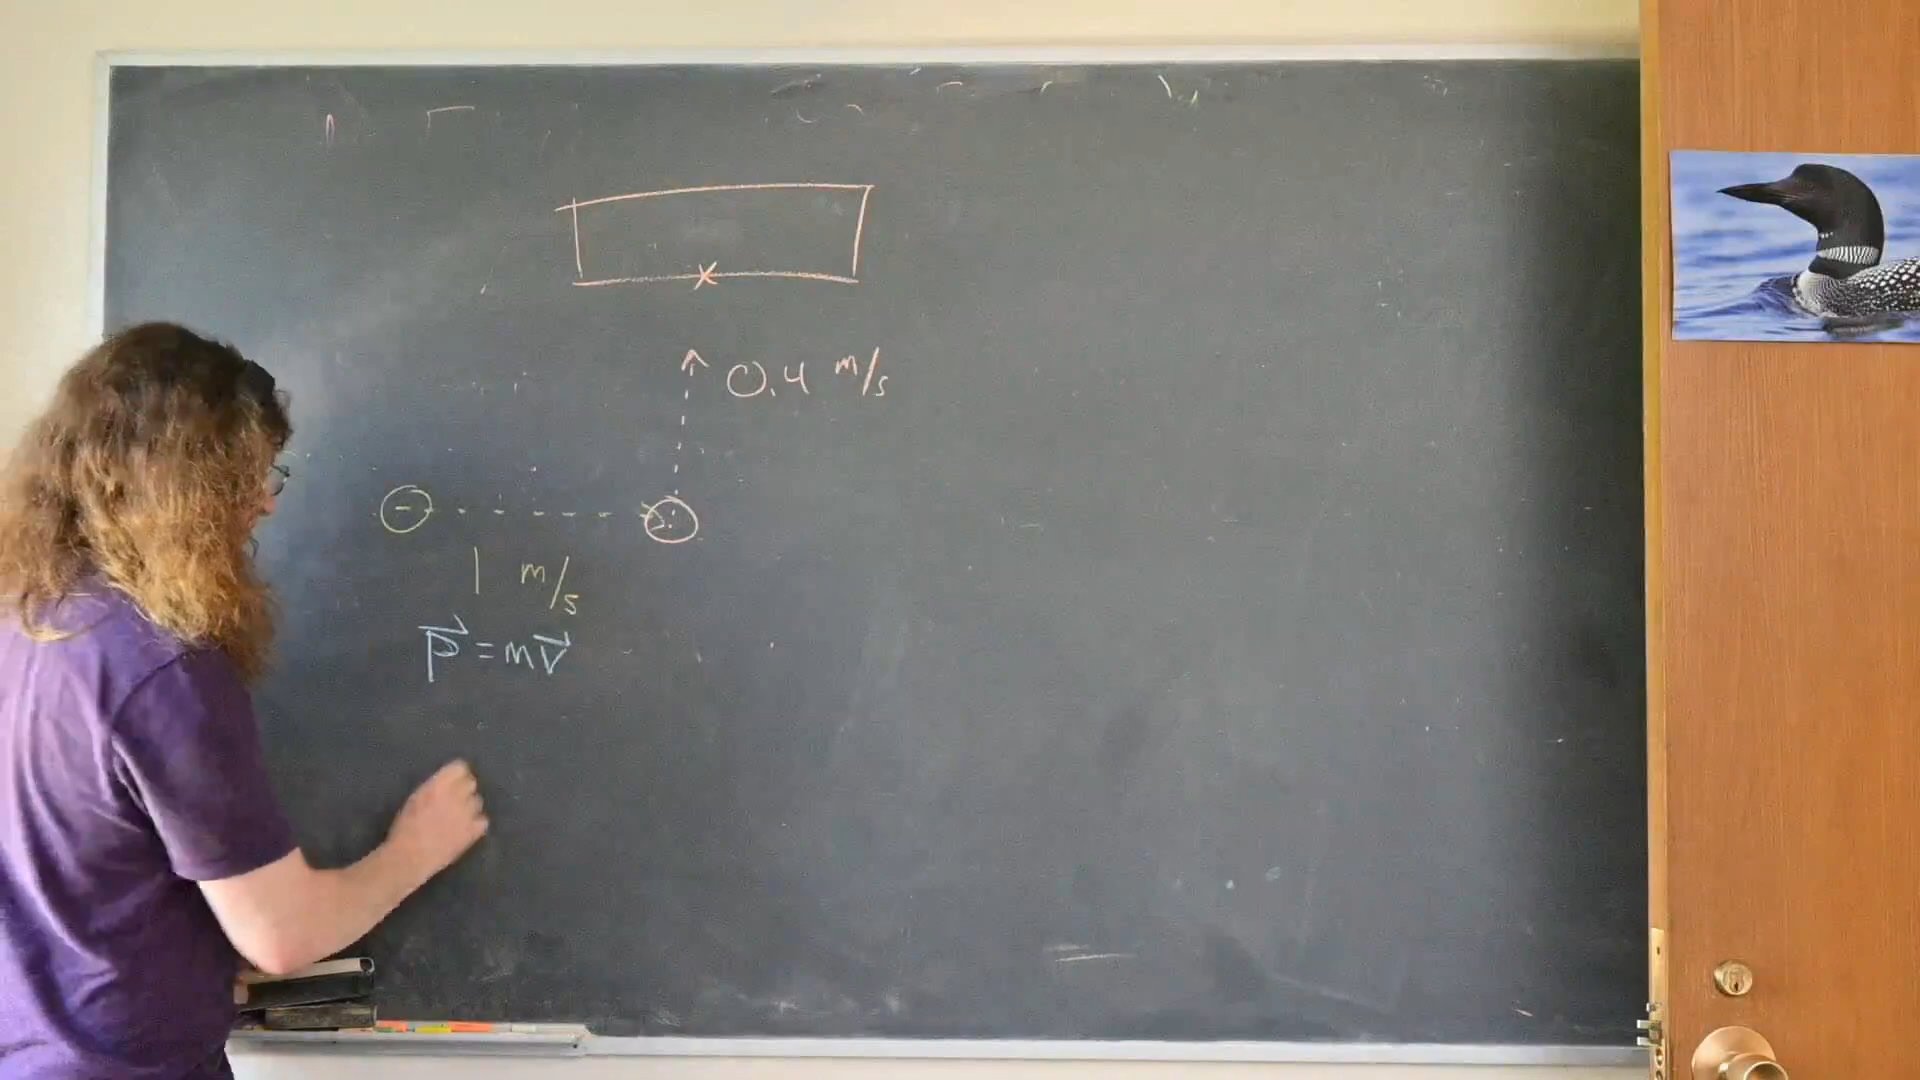 0.4 m/s
1 m/s
p⃗ = mv⃗